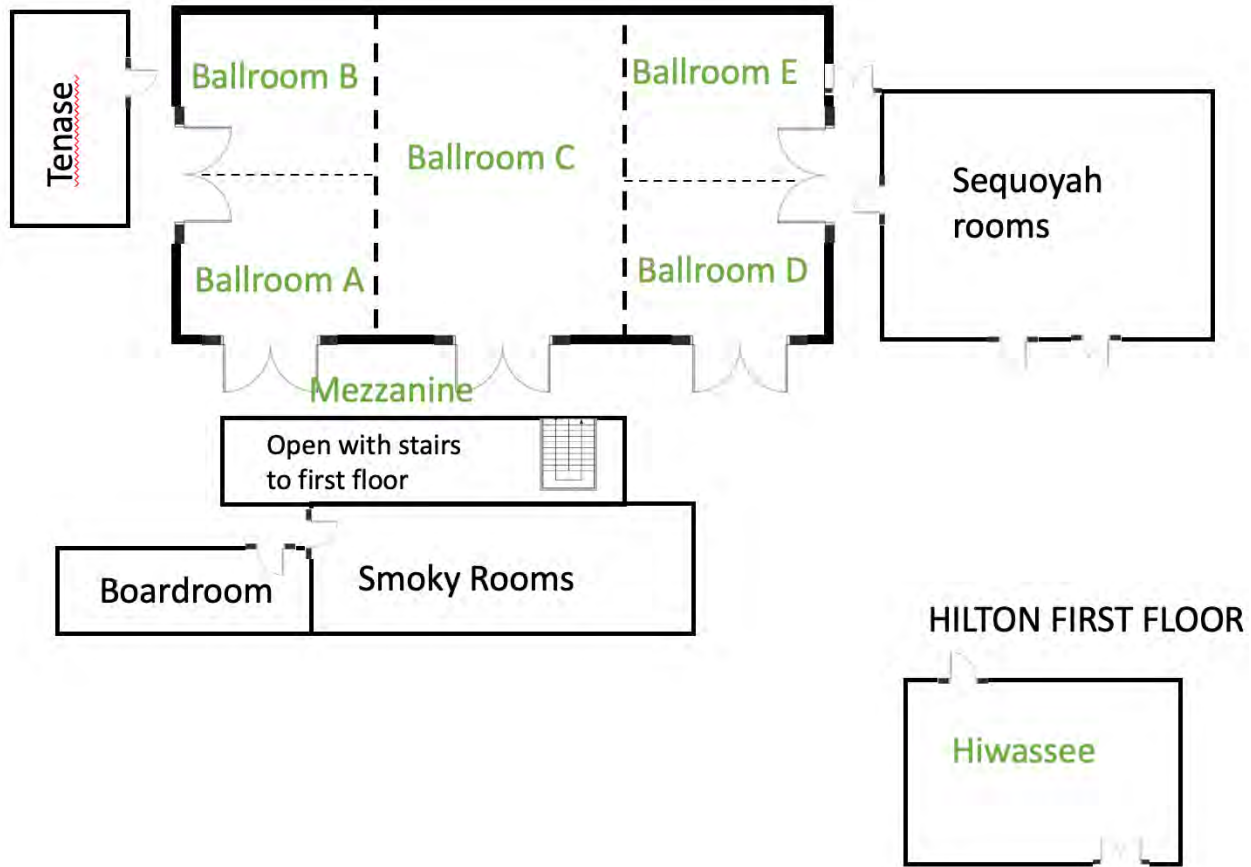 Tenase
Ballroom B
Ballroom C
Ballroom E
Ballroom A
Ballroom D
Sequoyah
rooms
Mezzanine
Open with stairs
to first floor
Boardroom
Smoky Rooms
HILTON FIRST FLOOR
Hiwassee